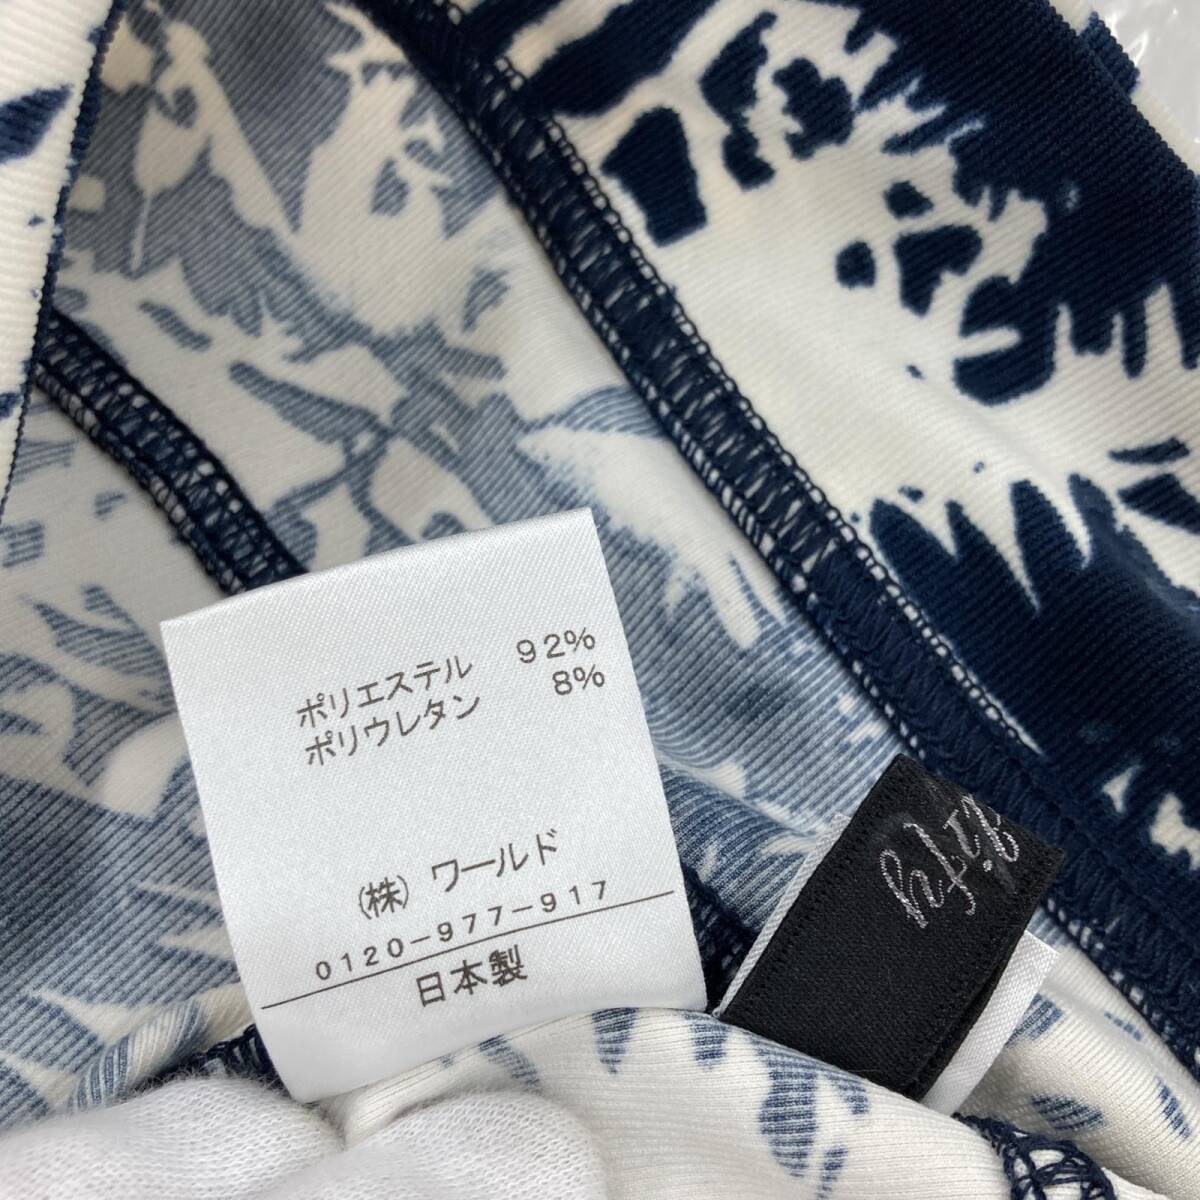 ポリエステル 92%
ポリウレタン 8%
(株) ワールド
0120-977-917
日本製